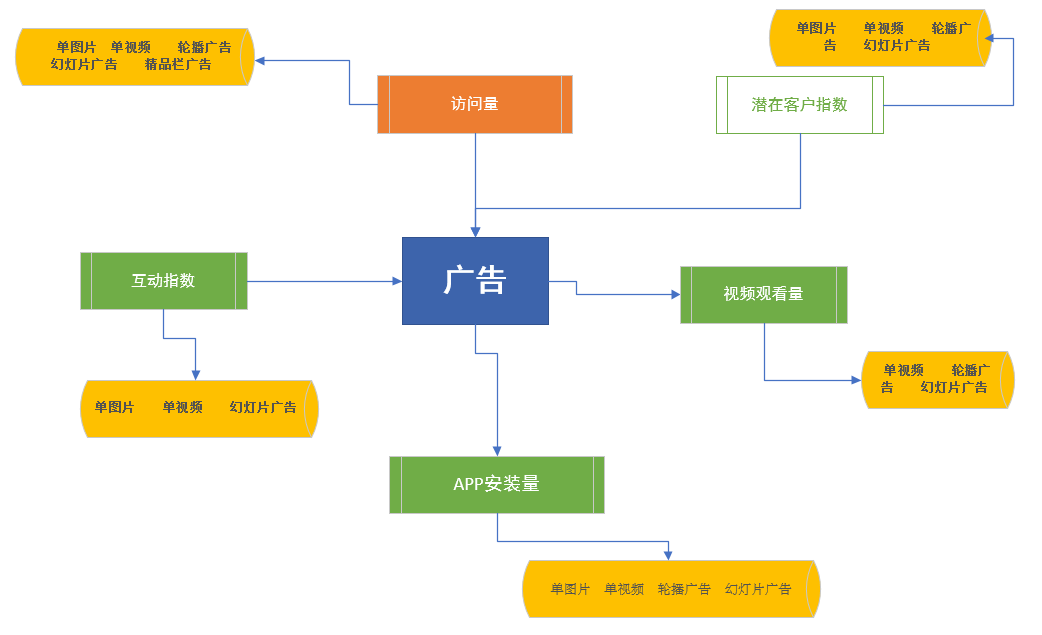 单图片 单视频 轮播广告
幻灯片广告 精品栏广告
单图片 单视频 轮播广
告 幻灯片广告
访问量
潜在客户指数
广告
互动指数
视频观看量
单图片 单视频 幻灯片广告
单视频 轮播广
告 幻灯片广告
APP安装量
单图片 单视频 轮播广告 幻灯片广告